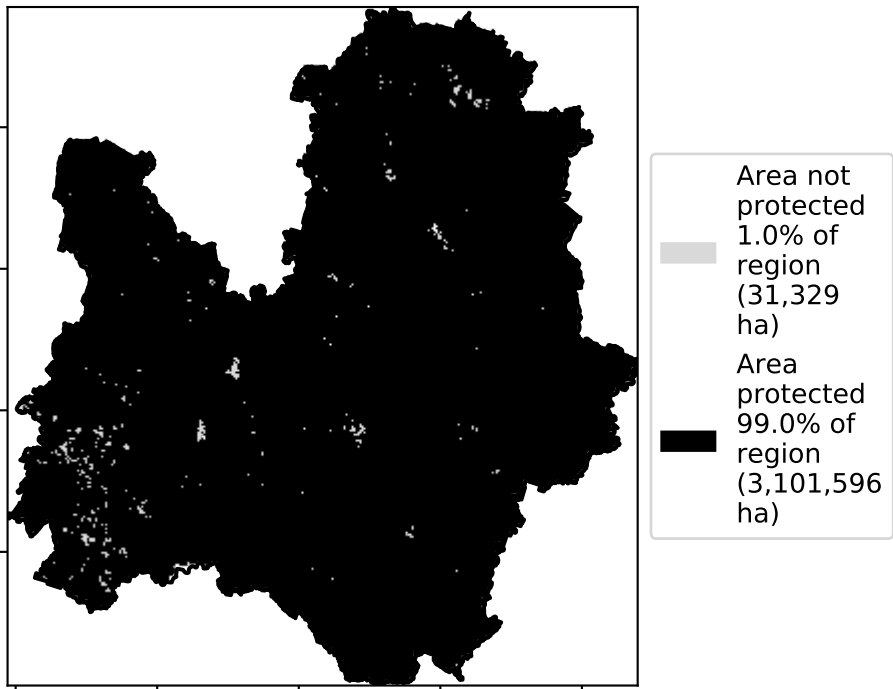 Area not
protected
1.0% of
region
(31,329
ha)
Area
protected
99.0% of
region
(3,101,596
ha)